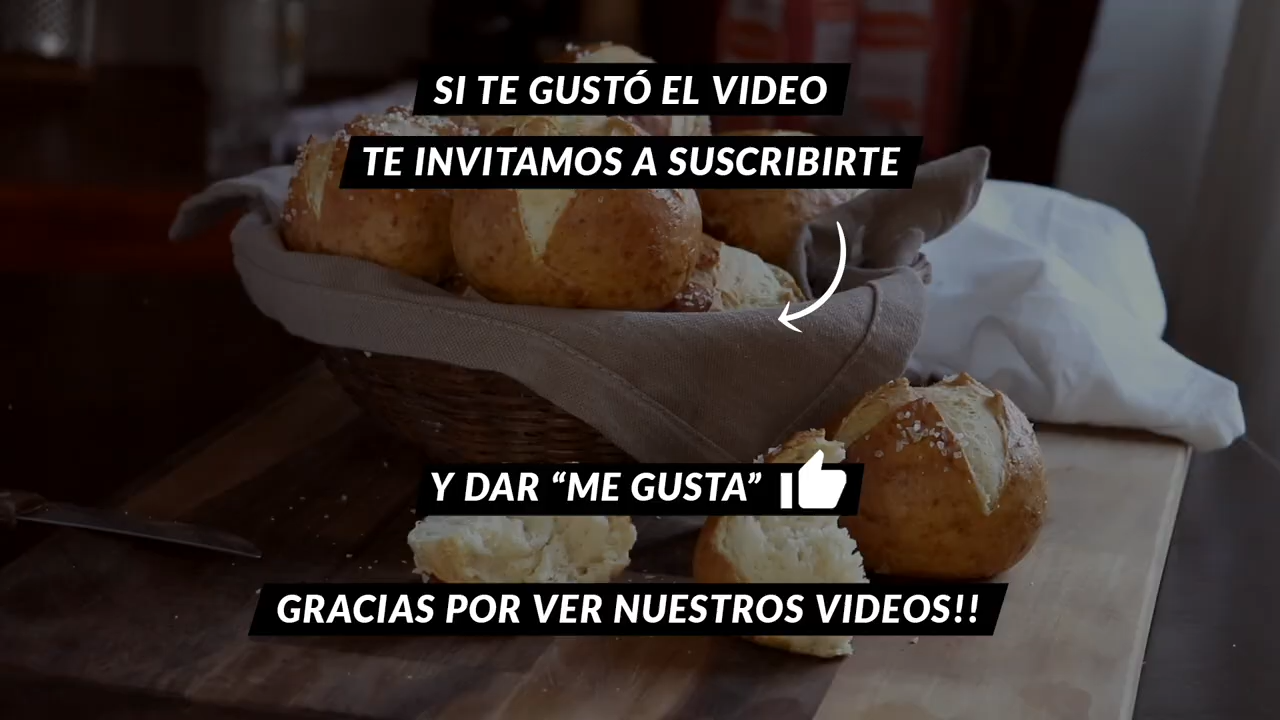 SI TE GUSTÓ EL VIDEO
TE INVITAMOS A SUSCRIBIRTE
Y DAR “ME GUSTA”
GRACIAS POR VER NUESTROS VIDEOS!!